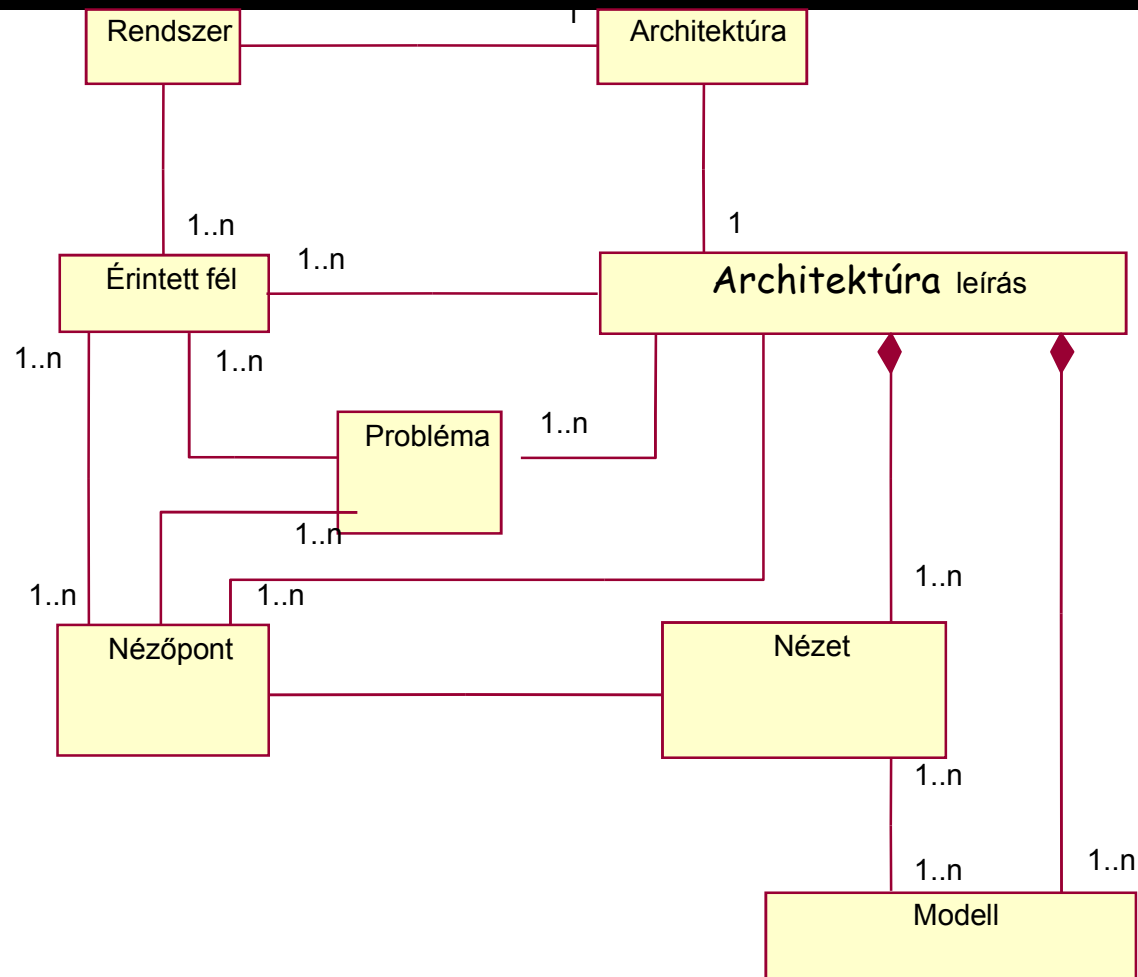 1
Rendszer
Architektúra
1..n
1
1..n
Érintett fél
Architektúra leírás
1..n
1..n
1..n
Probléma
1..n
1..n
1..n
1..n
Nézőpont
Nézet
1..n
1..n
1..n
Modell